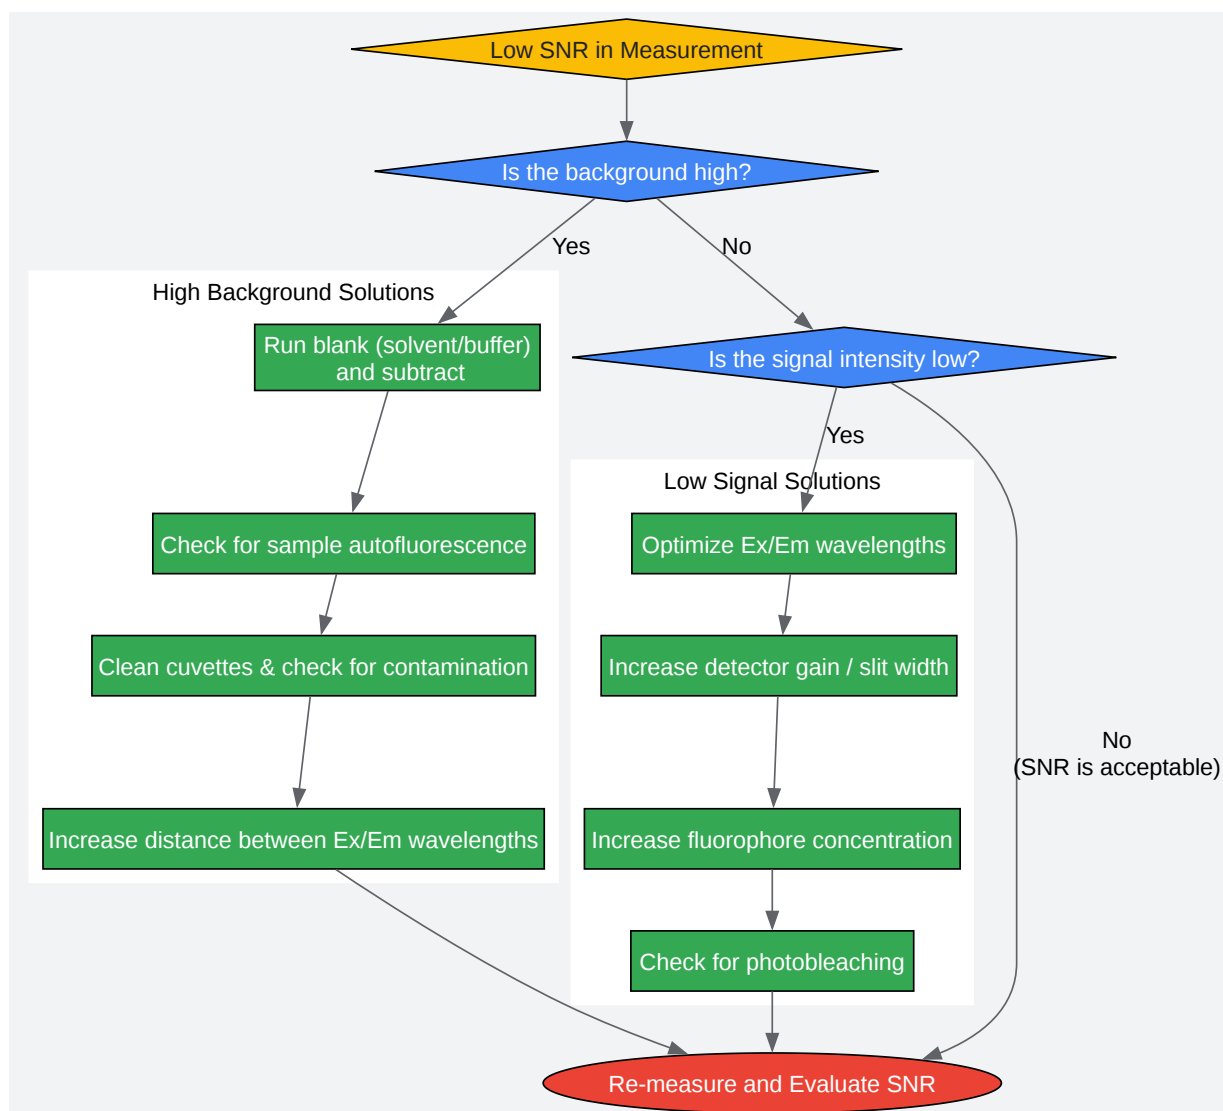 Low SNR in Measurement
Is the background high?
Yes
No
High Background Solutions
Run blank (solvent/buffer)
and subtract
Check for sample autofluorescence
Clean cuvettes & check for contamination
Increase distance between Ex/Em wavelengths
Is the signal intensity low?
Yes
Low Signal Solutions
Optimize Ex/Em wavelengths
Increase detector gain / slit width
Increase fluorophore concentration
Check for photobleaching
No
(SNR is acceptable)
Re-measure and Evaluate SNR